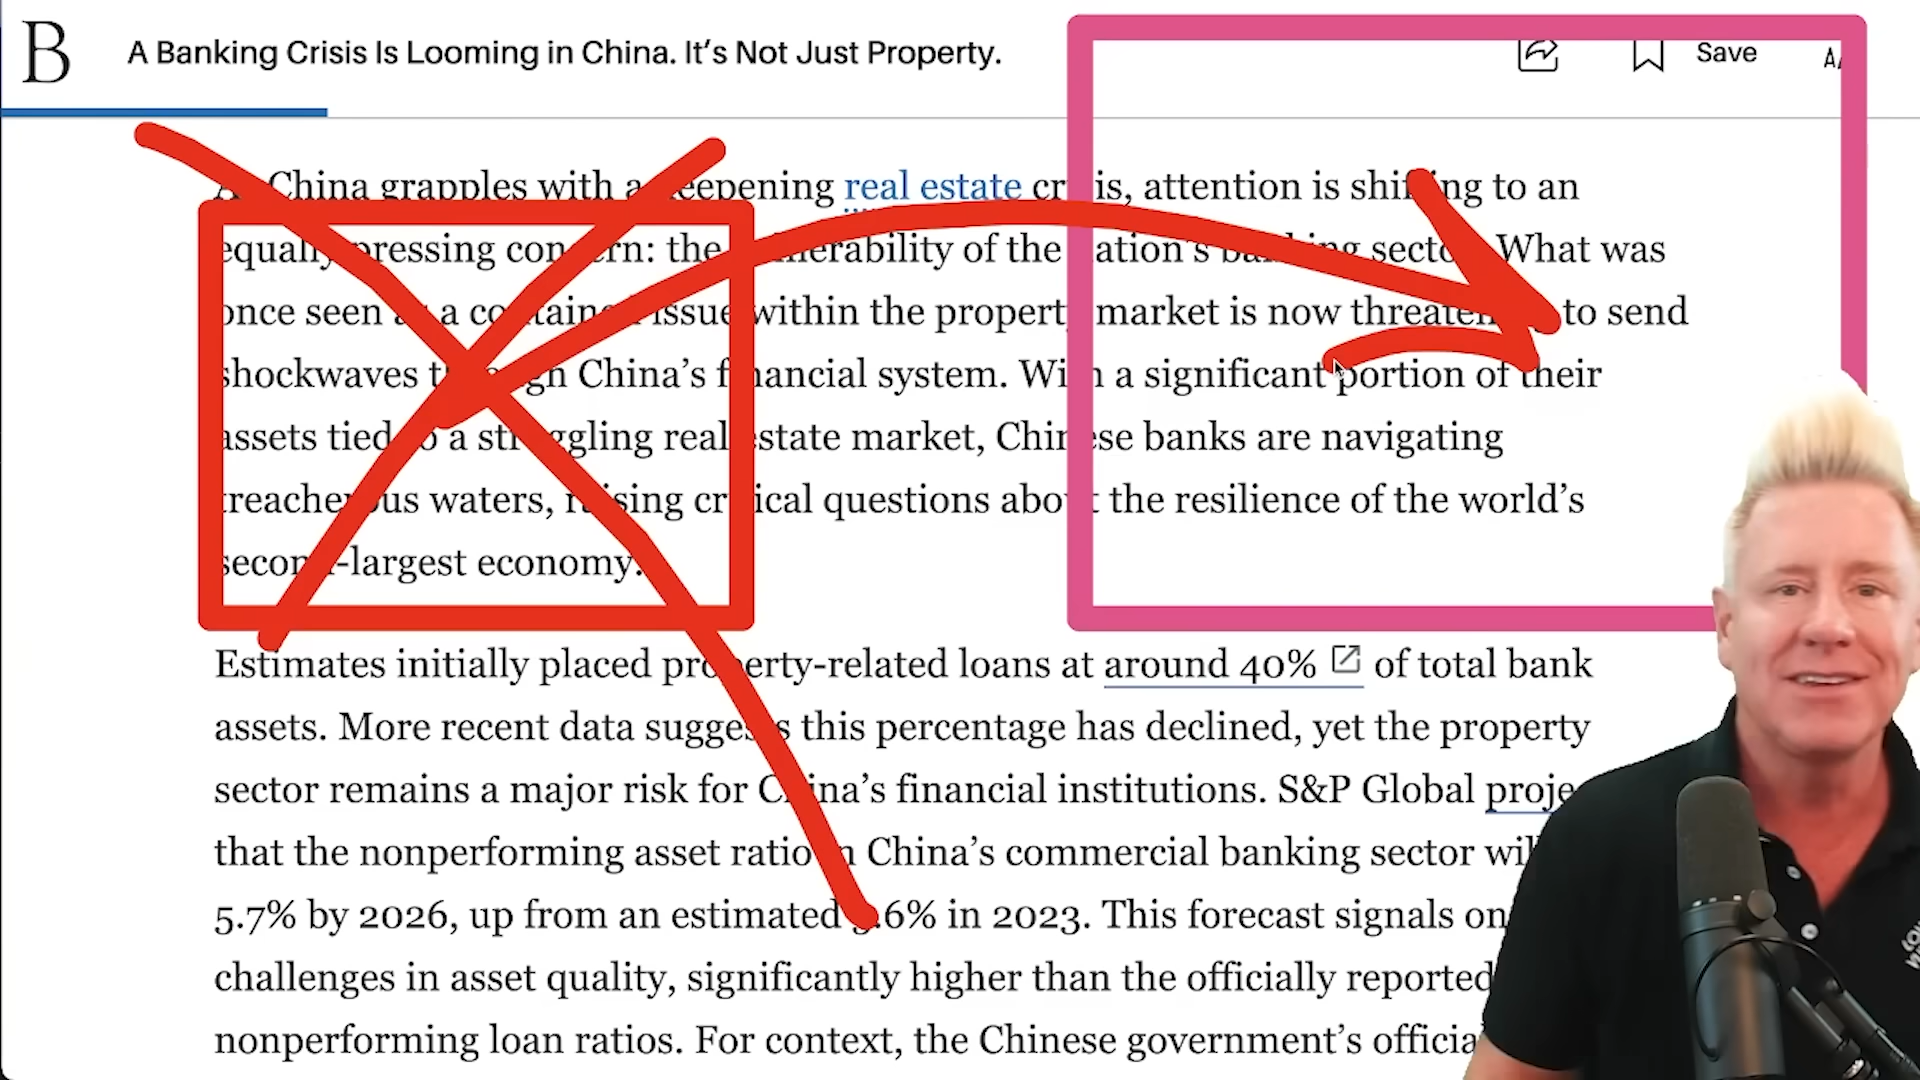 B
A Banking Crisis Is Looming in China. It's Not Just Property.
Save
China grapples with a deepening real estate crisis, attention is shifting to an
equally pressing concern: the vulnerability of the nation's banking sector. What was
once seen as a contained issue within the property market is now threatening to send
shockwaves through China's financial system. With a significant portion of their
assets tied to a struggling real estate market, Chinese banks are navigating
treacherous waters, raising critical questions about the resilience of the world's
second-largest economy.
Estimates initially placed property-related loans at around 40% of total bank
assets. More recent data suggests this percentage has declined, yet the property
sector remains a major risk for China's financial institutions. S&P Global
that the nonperforming asset ratio in China's commercial banking sector
5.7% by 2026, up from an estimated .6% in 2023. This forecast signals
challenges in asset quality, significantly higher than the officially reported
nonperforming loan ratios. For context, the Chinese government's